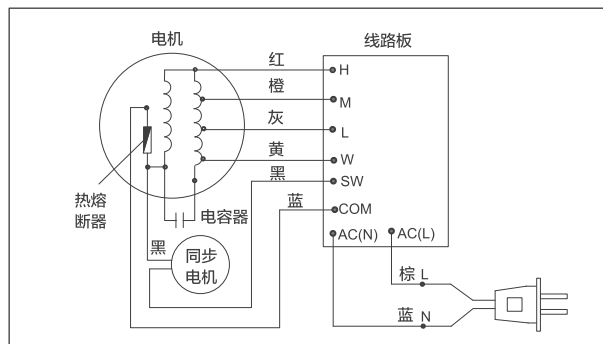 电机
线路板
红
H
橙
M
灰
L
黄
W
黑
SW
蓝
COM
热熔
断器
电容器
AC(N)
AC(L)
黑
同步
电机
棕 L
蓝 N